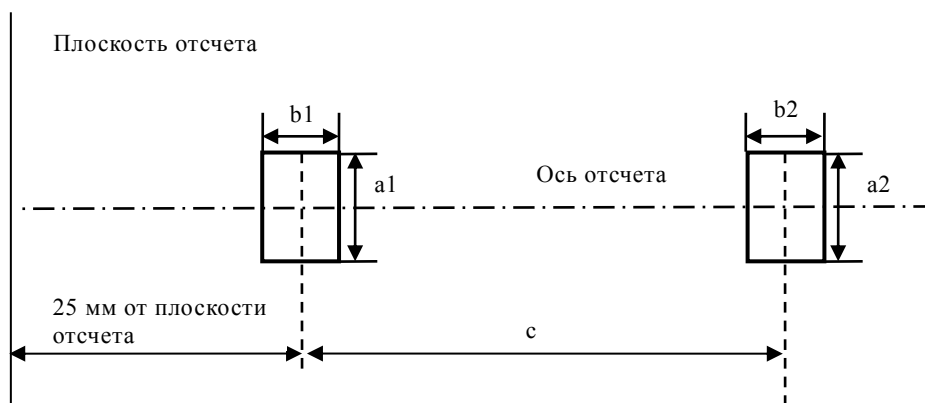 Плоскость отсчета
b1
b2
a1
Ось отсчета
a2
25 мм от плоскости
отсчета
c